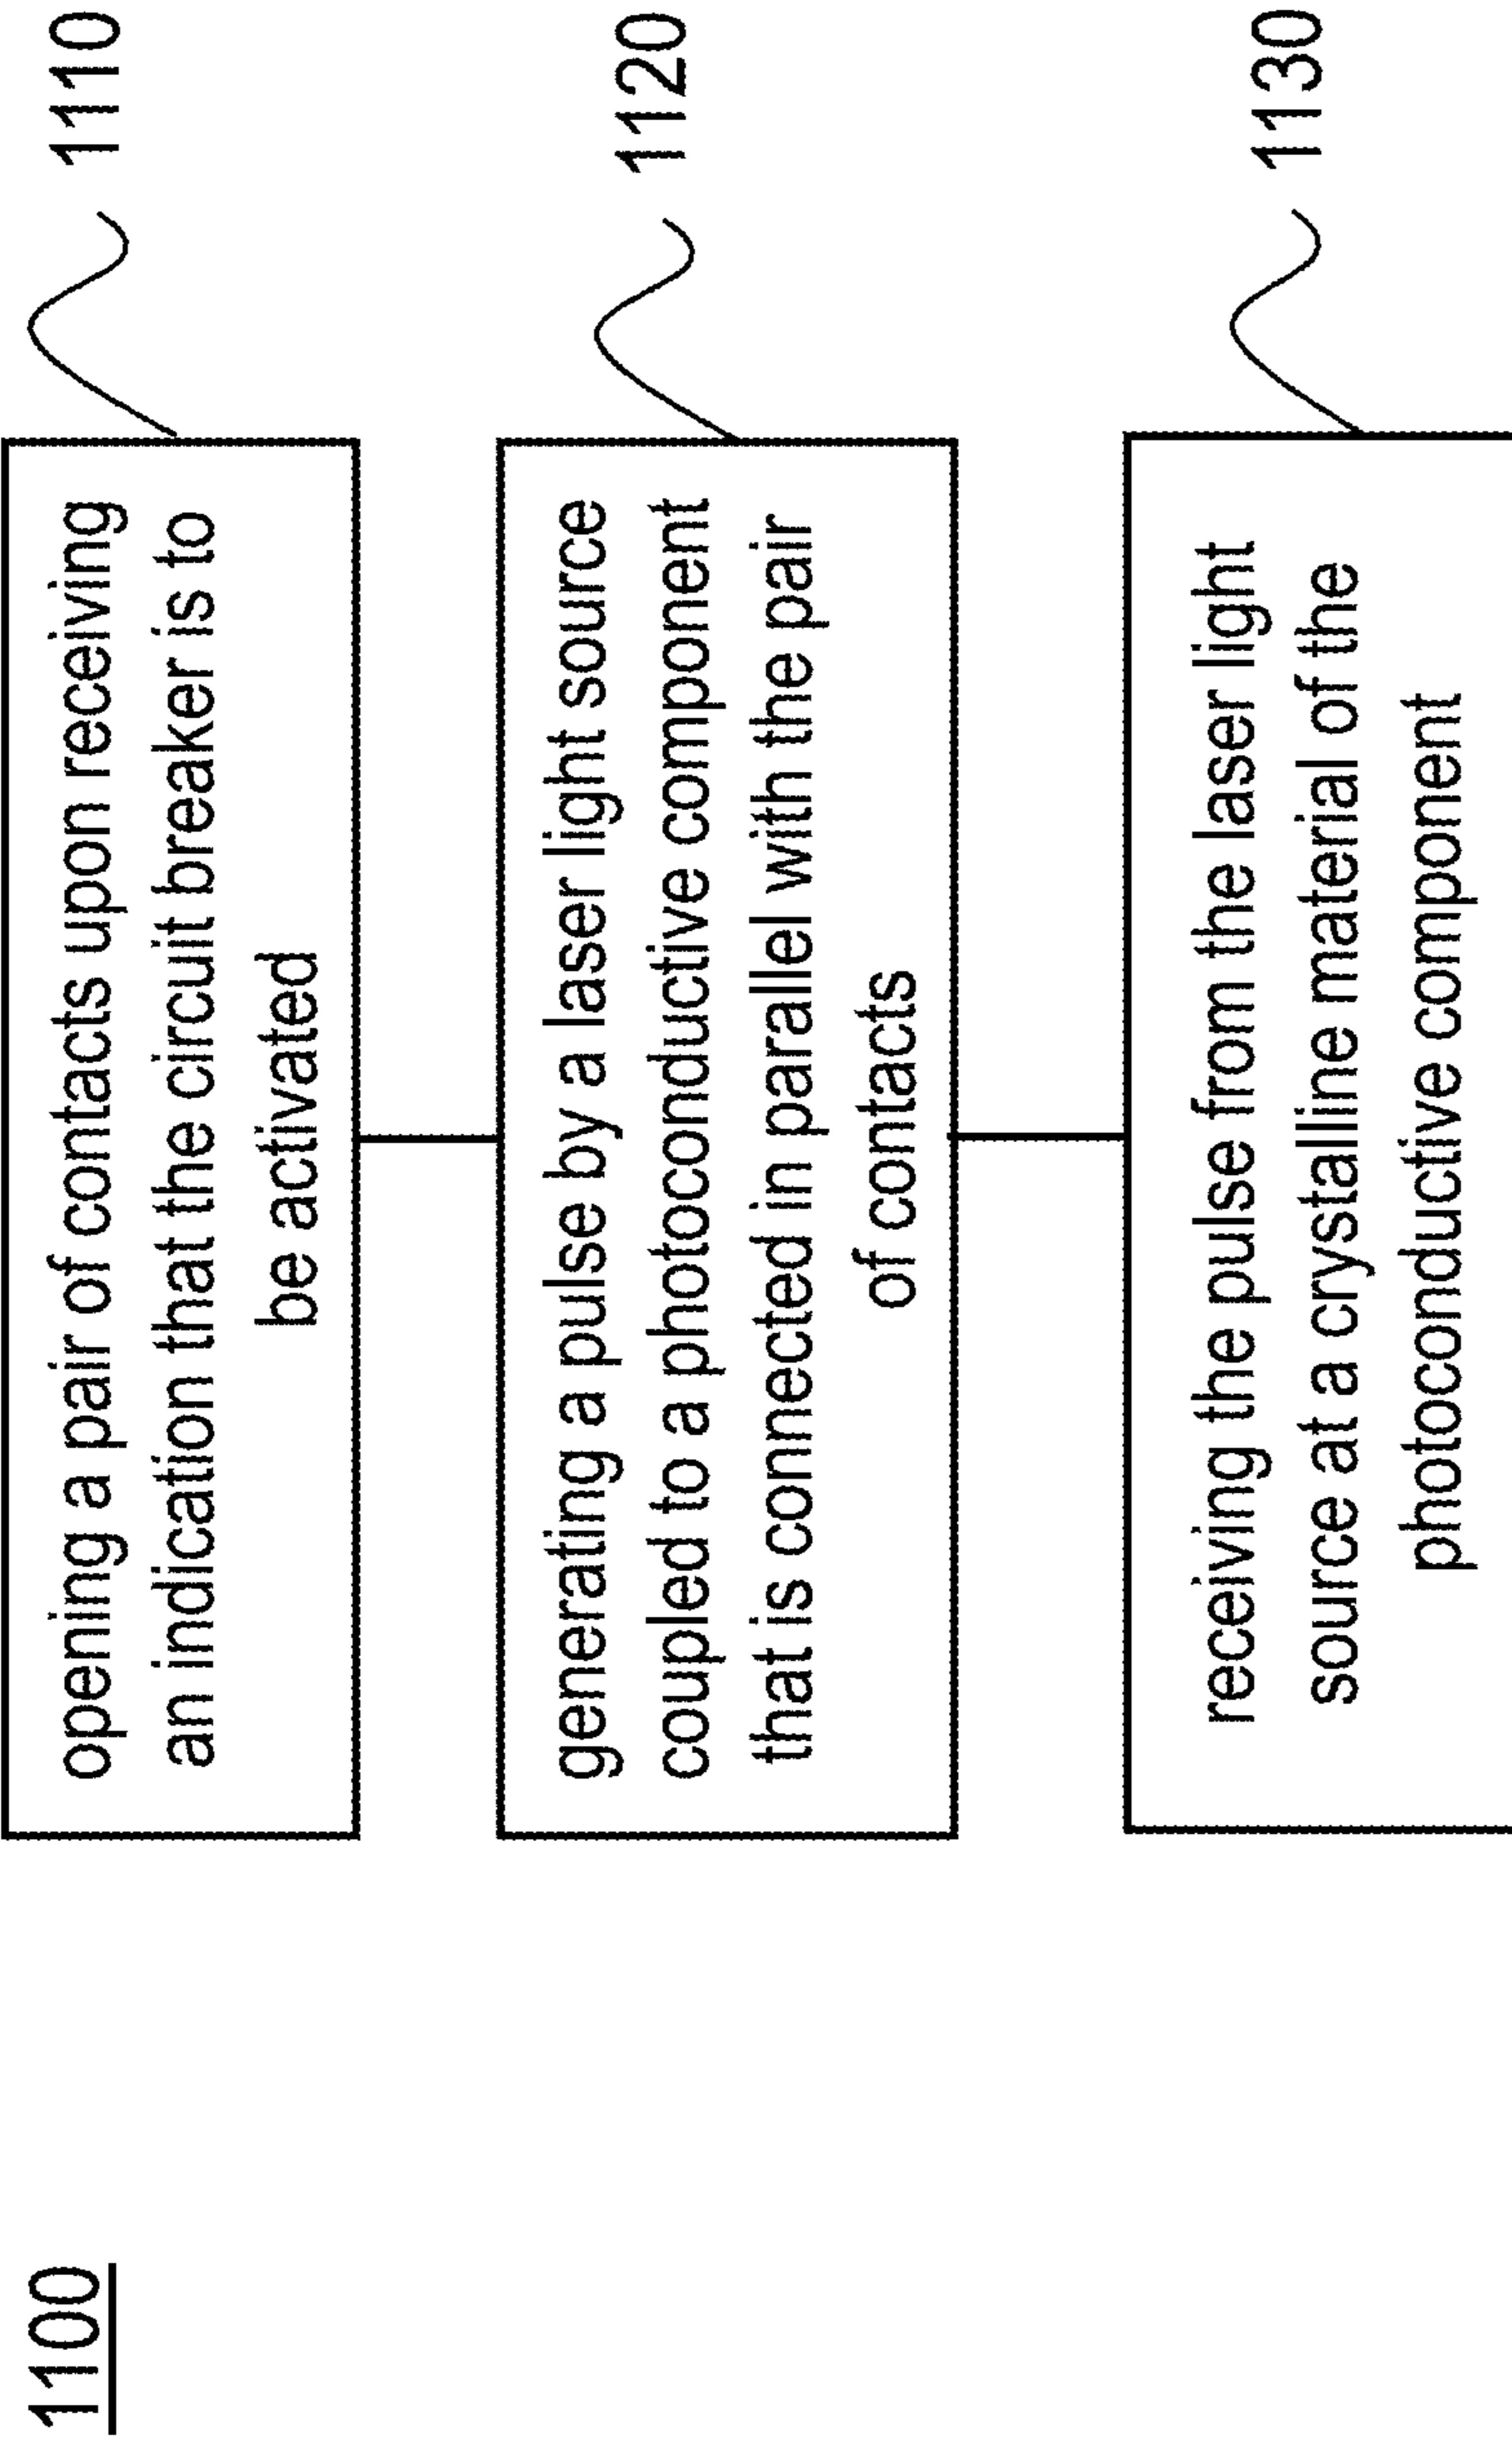 1100
opening a pair of contacts upon receiving
an indication that the circuit breaker is to
be activated
1110
generating a pulse by a laser light source
coupled to a photoconductive component
that is connected in parallel with the pair
of contacts
1120
receiving the pulse from the laser light
source at a crystalline material of the
photoconductive component
1130